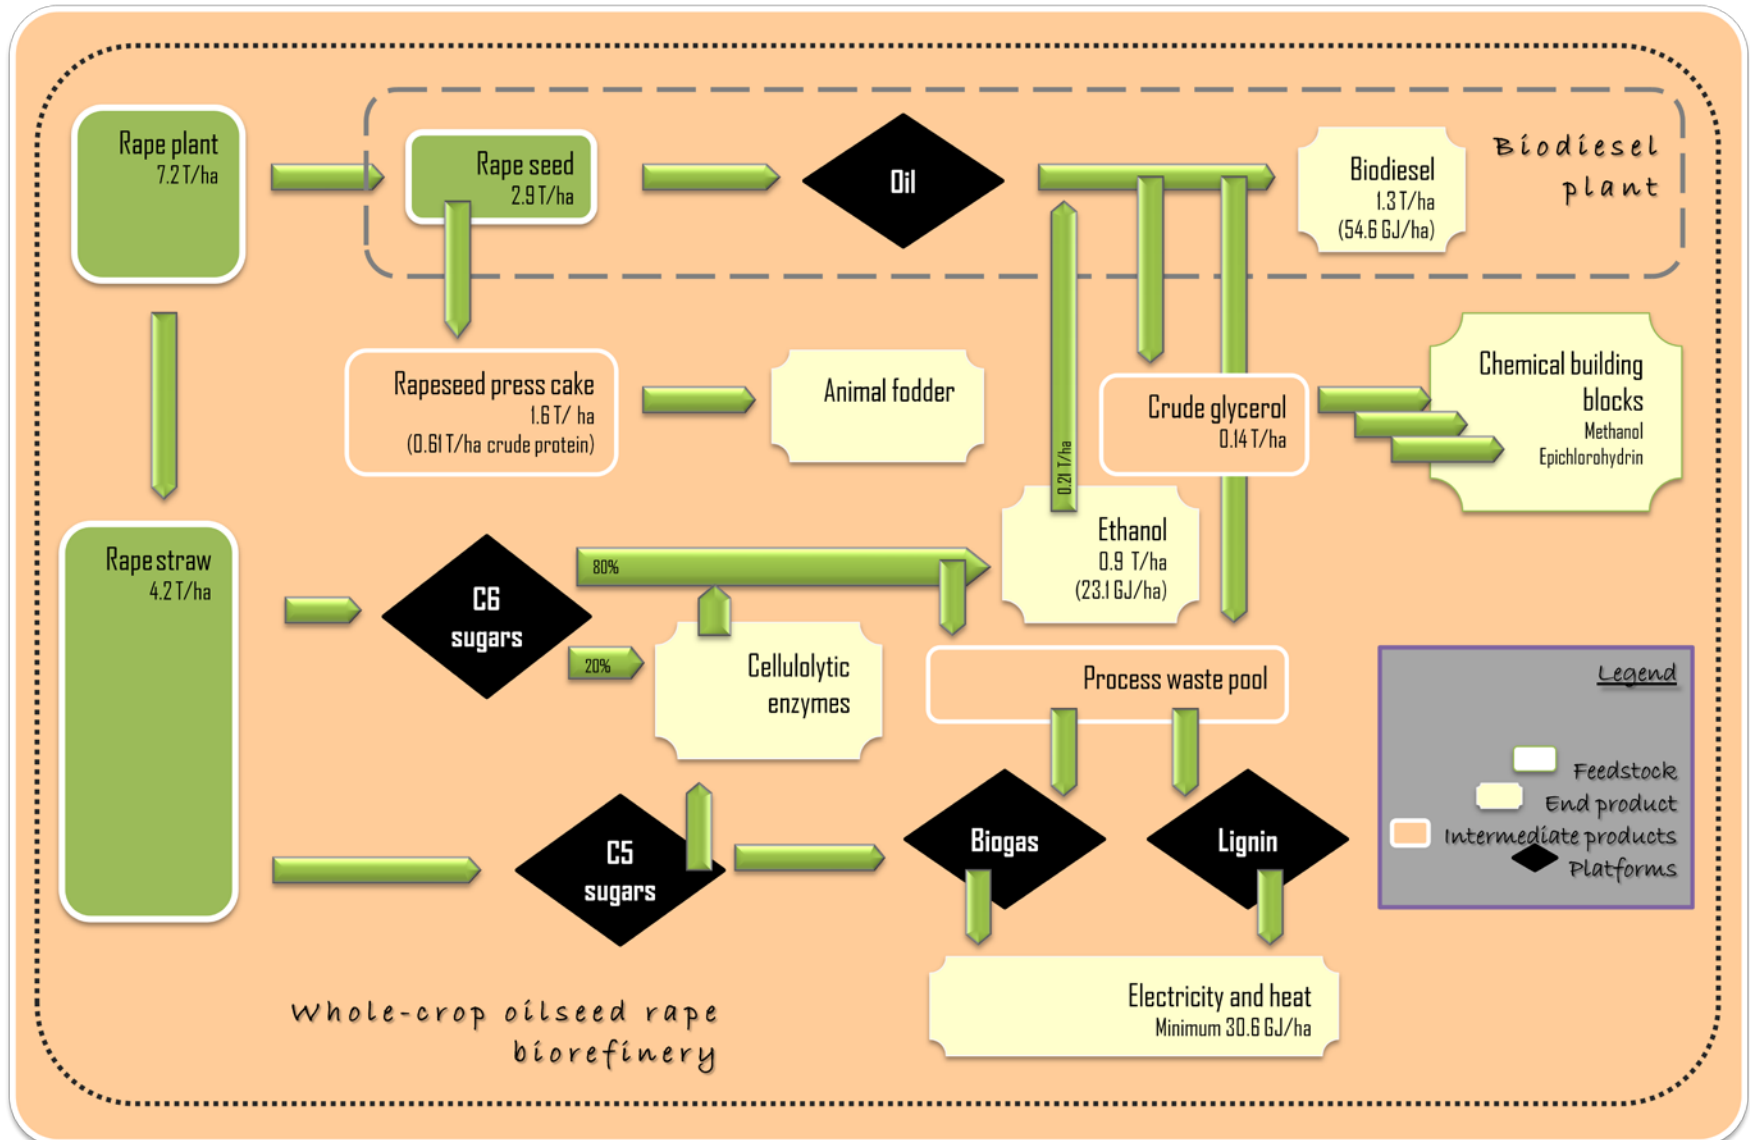 Rape plant
7.2 T/ha
Rape seed
2.9 T/ha
Oil
Biodiesel
1.3 T/ha
(54.6 GJ/ha)
Biodiesel
plant
Rapeseed press cake
1.6 T/ ha
(0.61 T/ha crude protein)
Animal fodder
0.21 T/ha
Crude glycerol
0.14 T/ha
Chemical building
blocks
Methanol
Epichlorohydrin
Rape straw
4.2 T/ha
C6
sugars
80%
20%
Ethanol
0.9 T/ha
(23.1 GJ/ha)
Cellulolytic
enzymes
Process waste pool
C5
sugars
Biogas
Lignin
Electricity and heat
Minimum 30.6 GJ/ha
Whole-crop oilseed rape
biorefinery
Legend
Feedstock
End product
Intermediate products
Platforms